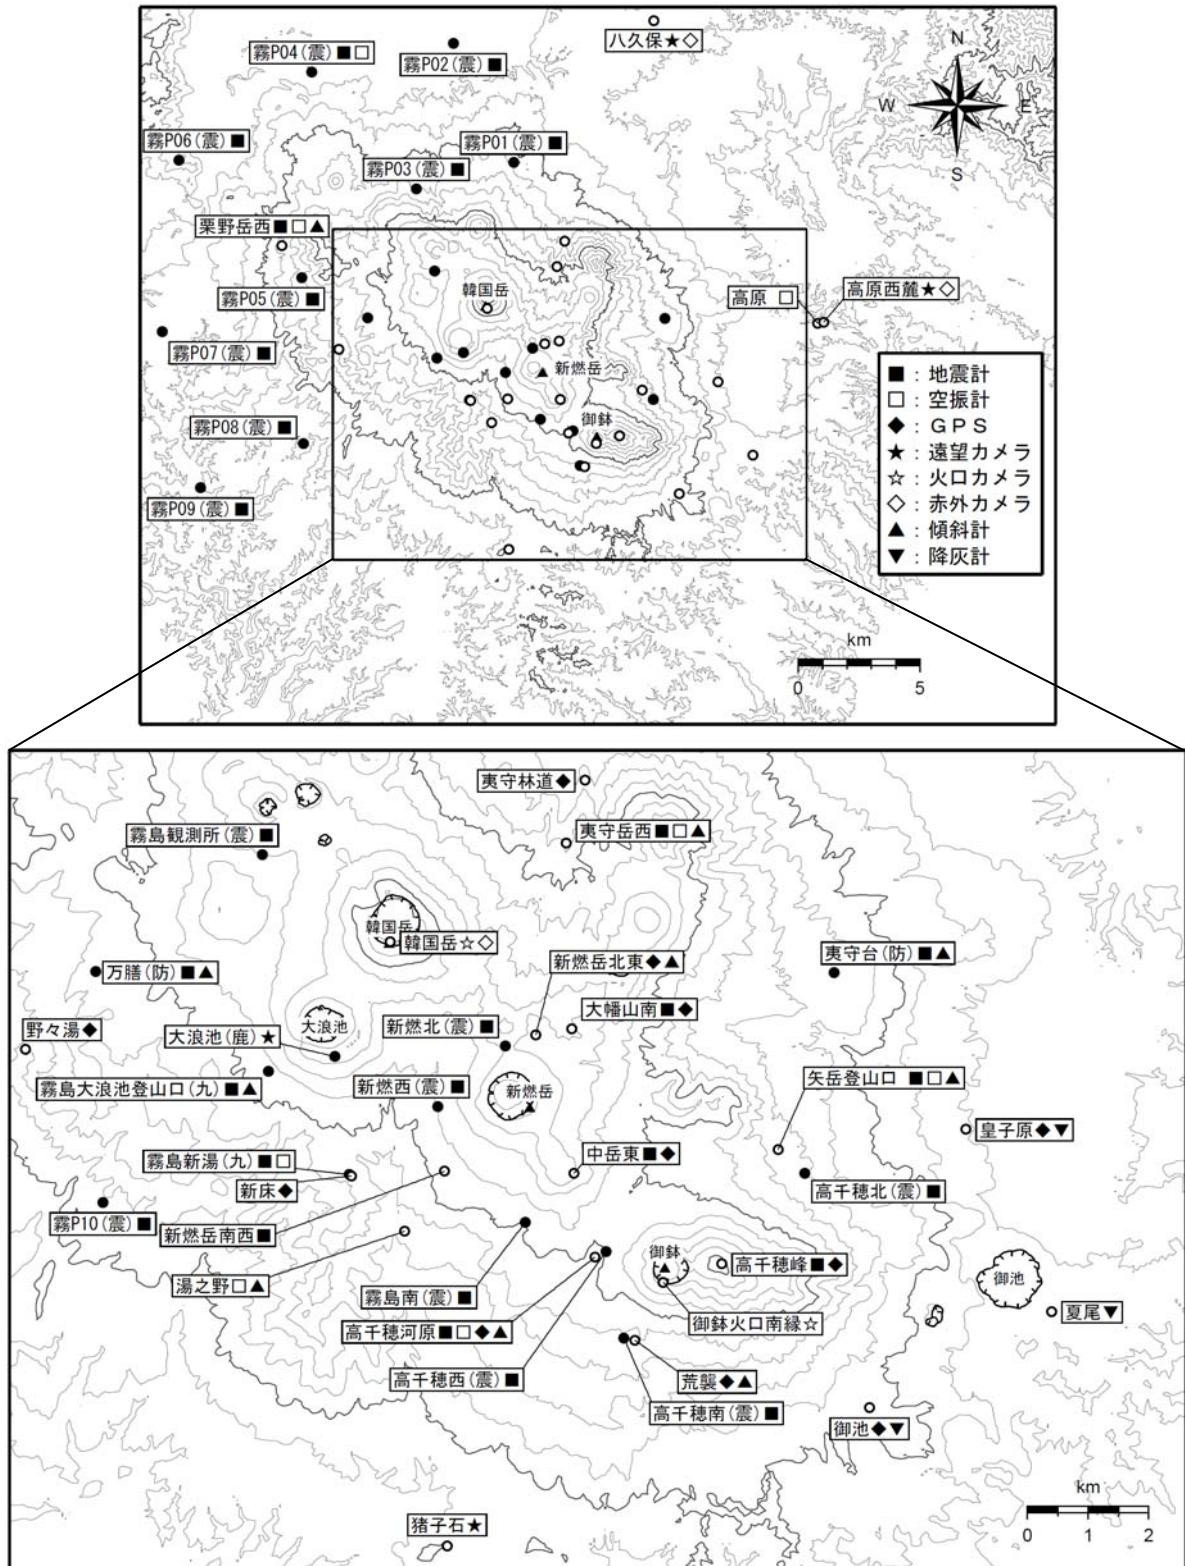 八久保★◇
霧P04(震)■□
霧P02(震)■
N
W
E
S
霧P06(震)■
霧P01(震)■
霧P03(震)■
栗野岳西■□▲
霧P05(震)■
韓国岳
高原 □
高原西麓★◇
霧P07(震)■
新燃岳
御鉢
霧P08(震)■
霧P09(震)■
■：地震計
□：空振計
◆：ＧＰＳ
★：遠望カメラ
☆：火口カメラ
◇：赤外カメラ
▲：傾斜計
▼：降灰計
km
0 5
夷守林道◆
夷守岳西■□▲
霧島観測所(震)■
韓国岳
韓国岳☆◇
新燃岳北東◆▲
夷守台(防)■▲
万膳(防)■▲
大幡山南■◆
大浪池
新燃北(震)■
野々湯◆
大浪池(鹿)★
霧島大浪池登山口(九)■▲
新燃西(震)■
新燃岳
矢岳登山口 ■□▲
皇子原◆▼
中岳東■◆
霧島新湯(九)■□
新床◆
高千穂北(震)■
霧P10(震)■
新燃岳南西■
御鉢
高千穂峰■◆
御池
湯之野□▲
霧島南(震)■
御鉢火口南縁☆
夏尾▼
高千穂河原■□◆▲
高千穂西(震)■
荒襲◆▲
高千穂南(震)■
御池◆▼
猪子石★
km
0 1 2